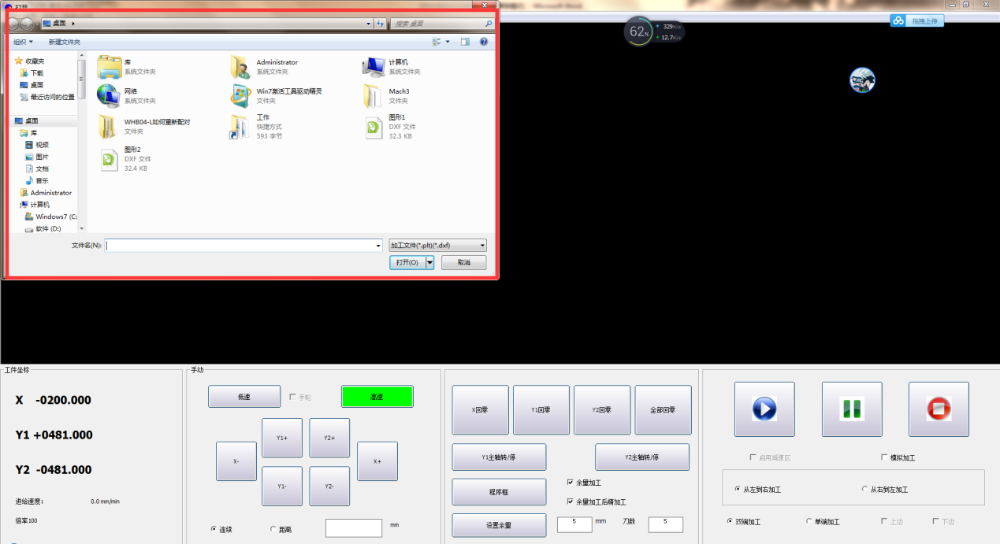 打开
Microsoft Word
桌面
搜索 桌面
组织
新建文件夹
收藏夹
下载
桌面
最近访问的位置
桌面
库
视频
图片
文档
音乐
Administrator
计算机
Windows7 (C:
软件 (D:)
库
系统文件夹
Administrator
系统文件夹
计算机
系统文件夹
网络
系统文件夹
Win7激活工具驱动精灵
文件夹
Mach3
文件夹
WHB04-L如何重新配对
文件夹
工作
快捷方式
593 字节
图形1
DXF 文件
32.3 KB
图形2
DXF 文件
32.4 KB
文件名(N):
加工文件(*.plt)(*.dxf)
打开(O)
取消
62%
329K/s
12.7K/s
拖拽上传
工件坐标
X -0200.000
Y1 +0481.000
Y2 -0481.000
进给速度:
0.0 mm/min
倍率100
手动
低速
手轮
高速
Y1+
Y2+
X-
X+
Y1-
Y2-
连续
距离
mm
X回零
Y1回零
Y2回零
全部回零
Y1主轴转/停
Y2主轴转/停
程序框
余量加工
余量加工后精加工
设置余量
5
mm
刀数
5
启用减速区
模拟加工
从左到右加工
从右到左加工
双端加工
单端加工
上边
下边